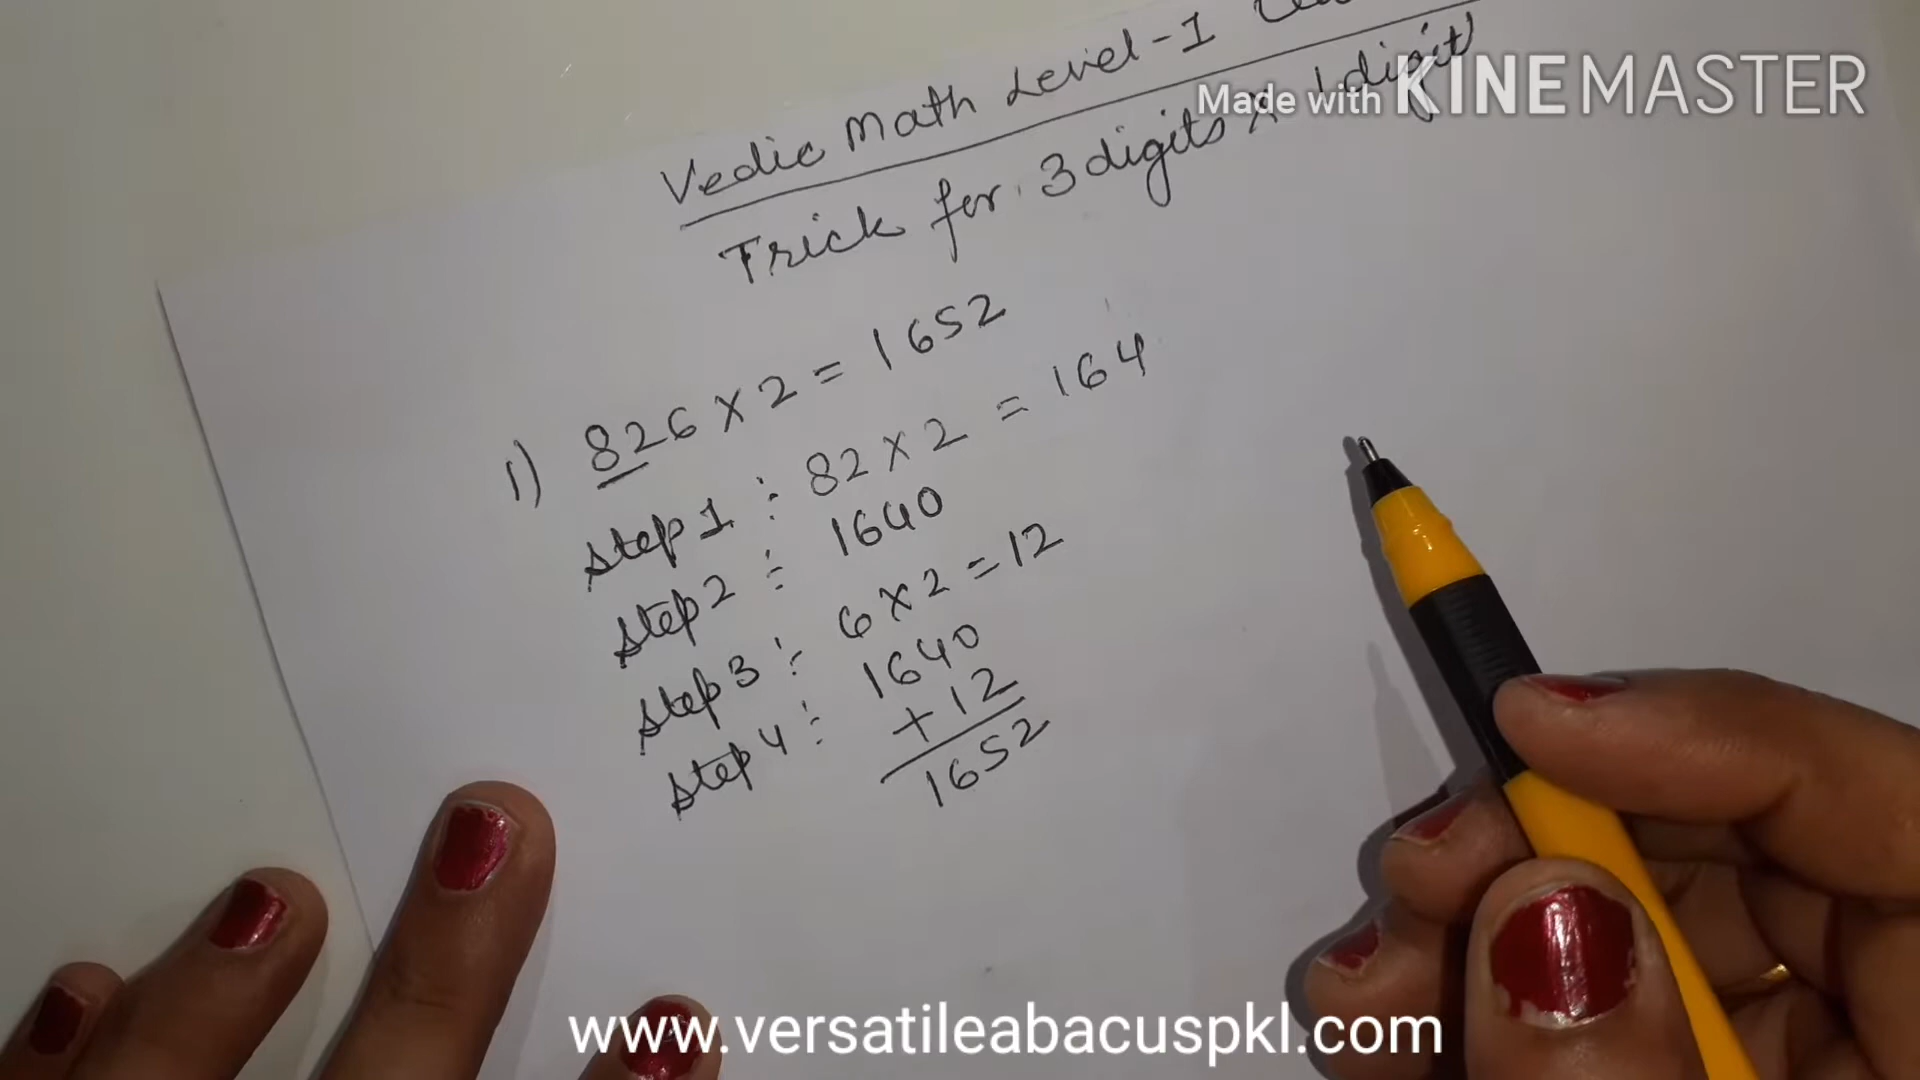 Vedic Math Level-1
Made with KINEMASTER
Trick for 3 digits x 1 digit
1) 826 x 2 = 1652
Step 1 : 82 x 2 = 164
Step 2 : 1640
Step 3 : 6 x 2 = 12
Step 4 : 1640
+ 12
1652
www.versatileabacuspkl.com